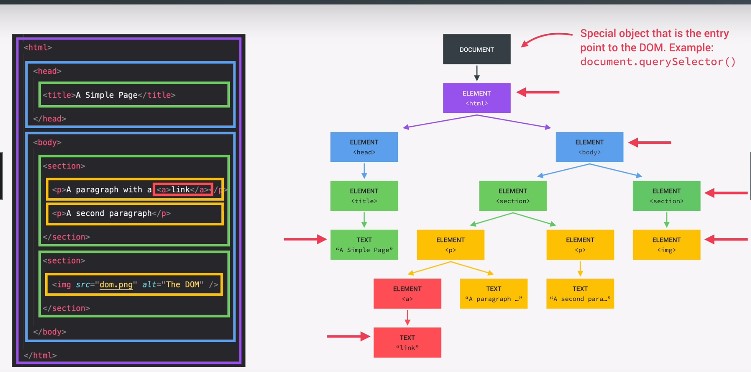 <html>
<head>
<title>A Simple Page</title>
</head>
<body>
<section>
<p>A paragraph with a <a>link</a></p>
<p>A second paragraph</p>
</section>
<section>
<img src="dom.png" alt="The DOM" />
</section>
</body>
</html>
DOCUMENT
Special object that is the entry
point to the DOM. Example:
document.querySelector()
ELEMENT
<html>
ELEMENT
<head>
ELEMENT
<body>
ELEMENT
<title>
ELEMENT
<section>
ELEMENT
<section>
TEXT
"A Simple Page"
ELEMENT
<p>
ELEMENT
<p>
ELEMENT
<img>
ELEMENT
<a>
TEXT
"A paragraph …"
TEXT
"A second para…"
TEXT
"link"